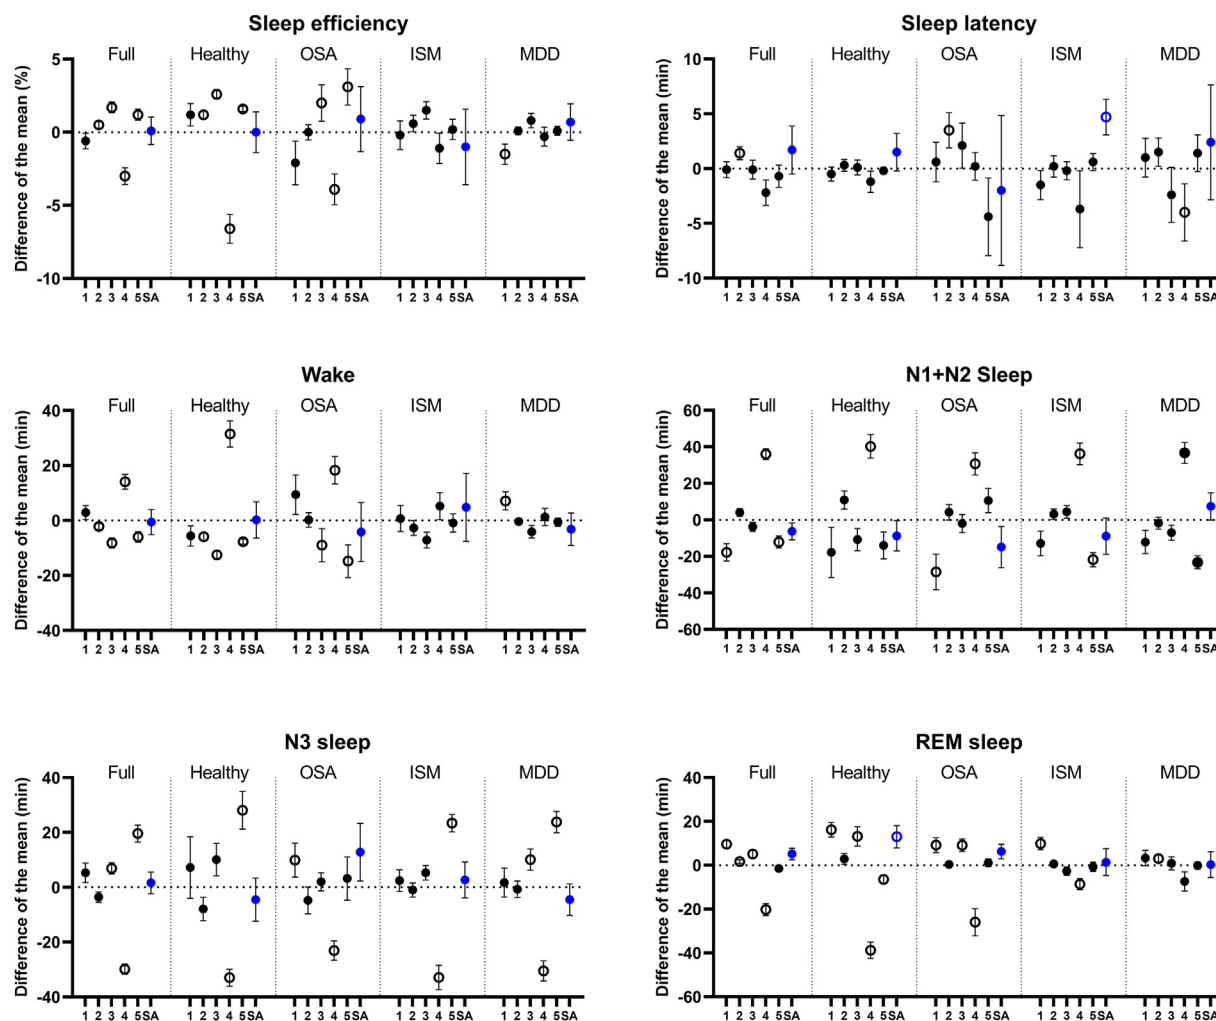 Sleep efficiency
Full Healthy OSA ISM MDD
Difference of the mean (%)
5
0
-5
-10
1 2 3 4 5SA 1 2 3 4 5SA 1 2 3 4 5SA 1 2 3 4 5SA 1 2 3 4 5SA
Sleep latency
Full Healthy OSA ISM MDD
Difference of the mean (min)
10
5
0
-5
-10
1 2 3 4 5SA 1 2 3 4 5SA 1 2 3 4 5SA 1 2 3 4 5SA 1 2 3 4 5SA
Wake
Full Healthy OSA ISM MDD
Difference of the mean (min)
40
20
0
-20
-40
1 2 3 4 5SA 1 2 3 4 5SA 1 2 3 4 5SA 1 2 3 4 5SA 1 2 3 4 5SA
N1+N2 Sleep
Full Healthy OSA ISM MDD
Difference of the mean (min)
60
40
20
0
-20
-40
-60
1 2 3 4 5SA 1 2 3 4 5SA 1 2 3 4 5SA 1 2 3 4 5SA 1 2 3 4 5SA
N3 sleep
Full Healthy OSA ISM MDD
Difference of the mean (min)
40
20
0
-20
-40
1 2 3 4 5SA 1 2 3 4 5SA 1 2 3 4 5SA 1 2 3 4 5SA 1 2 3 4 5SA
REM sleep
Full Healthy OSA ISM MDD
Difference of the mean (min)
40
20
0
-20
-40
-60
1 2 3 4 5SA 1 2 3 4 5SA 1 2 3 4 5SA 1 2 3 4 5SA 1 2 3 4 5SA